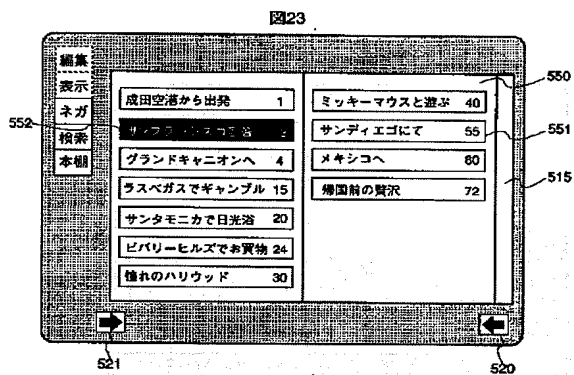 図23
編集
表示
ネガ
検索
本棚
成田空港から出発 1
グランドキャニオンへ 4
ラスベガスでギャンブル 15
サンタモニカで日光浴 20
ビバリーヒルズでお買物 24
憧れのハリウッド 30
ミッキーマウスと遊ぶ 40
サンディエゴにて 55
メキシコへ 60
帰国前の贅沢 72
550
551
552
515
521
520